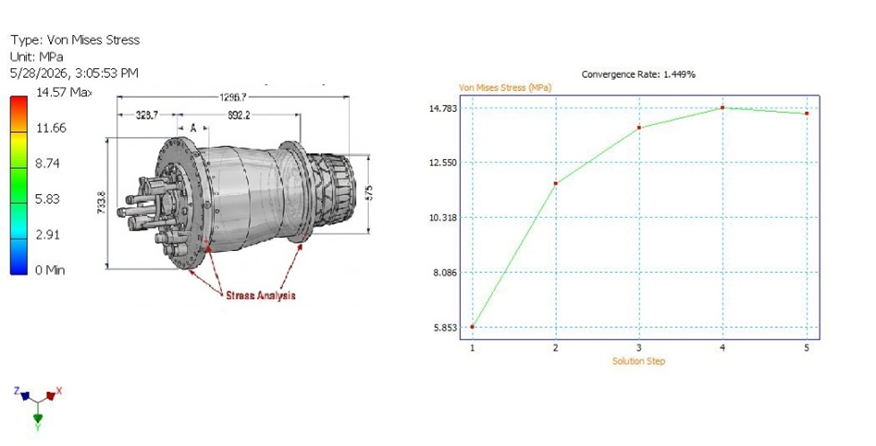 Type: Von Mises Stress
Unit: MPa
5/28/2026, 3:05:53 PM
14.57 Max
11.66
8.74
5.83
2.91
0 Min
1296.7
328.7
892.2
A
733.8
575
Stress Analysis
Z
X
Y
Convergence Rate: 1.449%
Von Mises Stress (MPa)
14.783
12.550
10.318
8.086
5.853
1
2
3
4
5
Solution Step